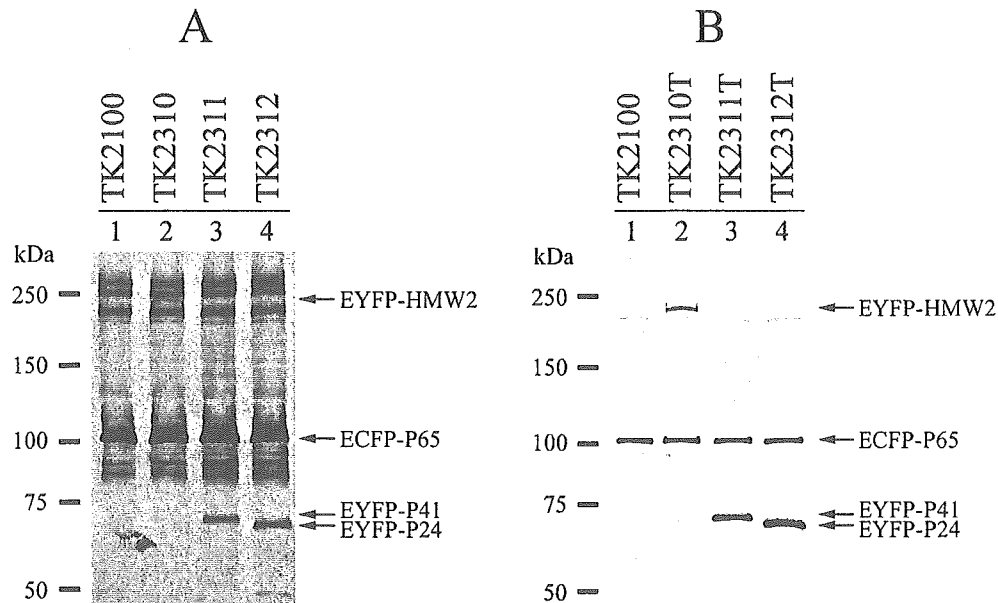 A
TK2100
TK2310
TK2311
TK2312
1 2 3 4
kDa
250
150
100
75
50
EYFP-HMW2
ECFP-P65
EYFP-P41
EYFP-P24
B
TK2100
TK2310T
TK2311T
TK2312T
1 2 3 4
kDa
250
150
100
75
50
EYFP-HMW2
ECFP-P65
EYFP-P41
EYFP-P24